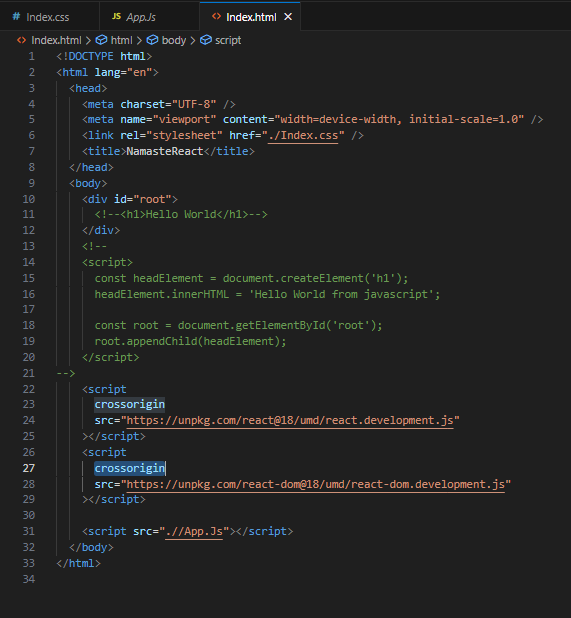 # Index.css JS App.Js <> Index.html ×
<> Index.html > html > body > script
1 <!DOCTYPE html>
2 <html lang="en">
3 <head>
4 <meta charset="UTF-8" />
5 <meta name="viewport" content="width=device-width, initial-scale=1.0" />
6 <link rel="stylesheet" href="./Index.css" />
7 <title>NamasteReact</title>
8 </head>
9 <body>
10 <div id="root">
11 <!--<h1>Hello World</h1>-->
12 </div>
13 <!--
14 <script>
15 const headElement = document.createElement('h1');
16 headElement.innerHTML = 'Hello World from javascript';
17
18 const root = document.getElementById('root');
19 root.appendChild(headElement);
20 </script>
21 -->
22 <script
23 crossorigin
24 src="https://unpkg.com/react@18/umd/react.development.js"
25 ></script>
26 <script
27 crossorigin
28 src="https://unpkg.com/react-dom@18/umd/react-dom.development.js"
29 ></script>
30
31 <script src=".//App.Js"></script>
32 </body>
33 </html>
34